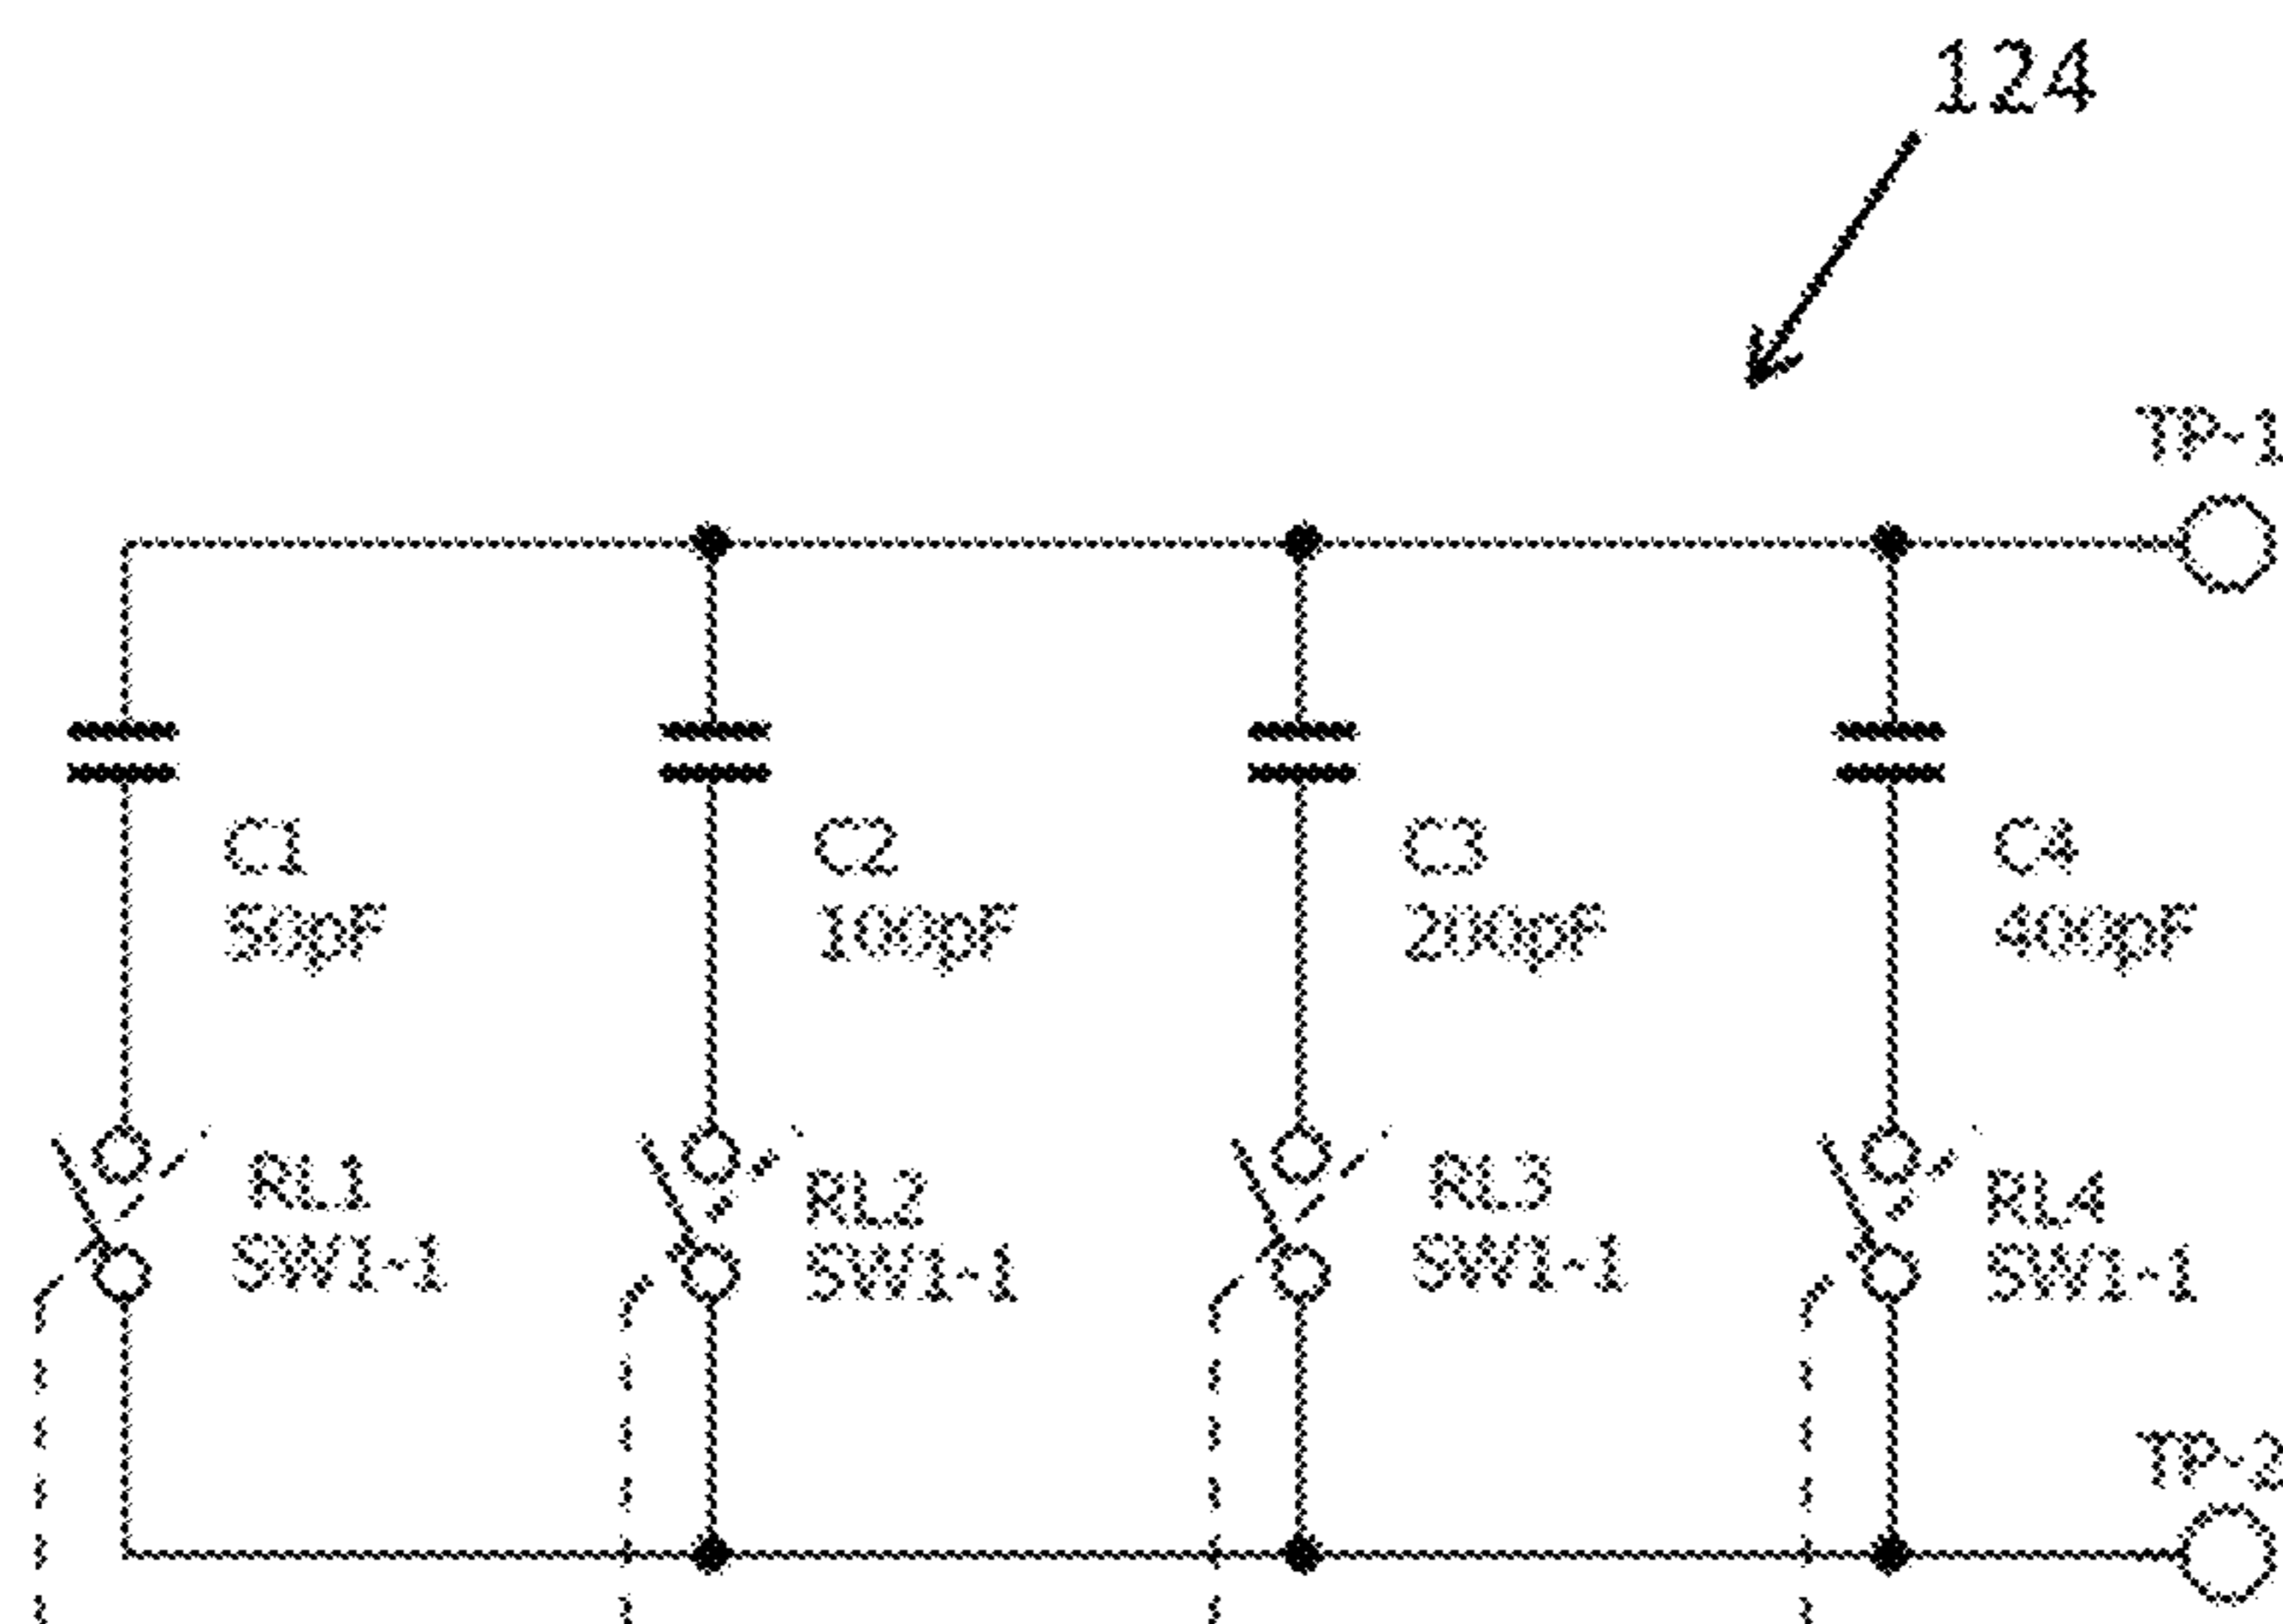 124
TP-1
C1
50pF
C2
100pF
C3
200pF
C4
400pF
RL1
SW1-1
RL2
SW1-1
RL3
SW1-1
RL4
SW1-1
TP-2